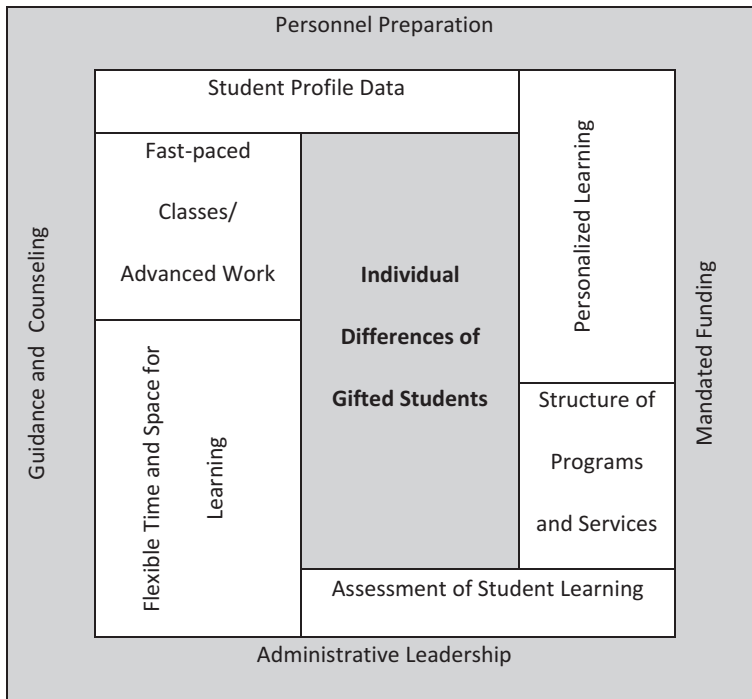 Personnel Preparation
Student Profile Data
Fast-paced
Classes/
Advanced Work
Personalized Learning
Guidance and Counseling
Individual
Differences of
Gifted Students
Mandated Funding
Flexible Time and Space for
Learning
Structure of
Programs
and Services
Assessment of Student Learning
Administrative Leadership